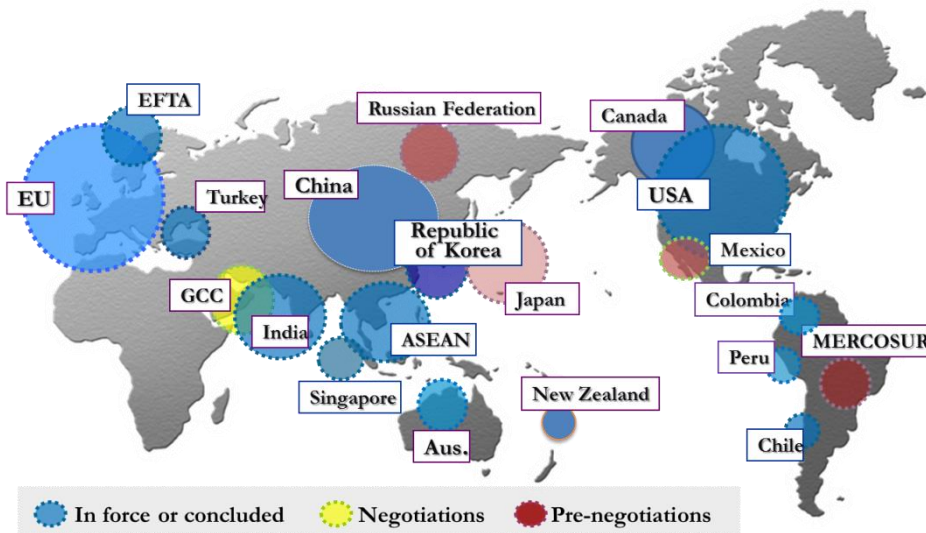 EFTA
Russian Federation
Canada
EU
Turkey
China
USA
Republic
of Korea
Mexico
GCC
Japan
Colombia
India
ASEAN
MERCOSUR
Peru
Singapore
New Zealand
Aus.
Chile
In force or concluded
Negotiations
Pre-negotiations